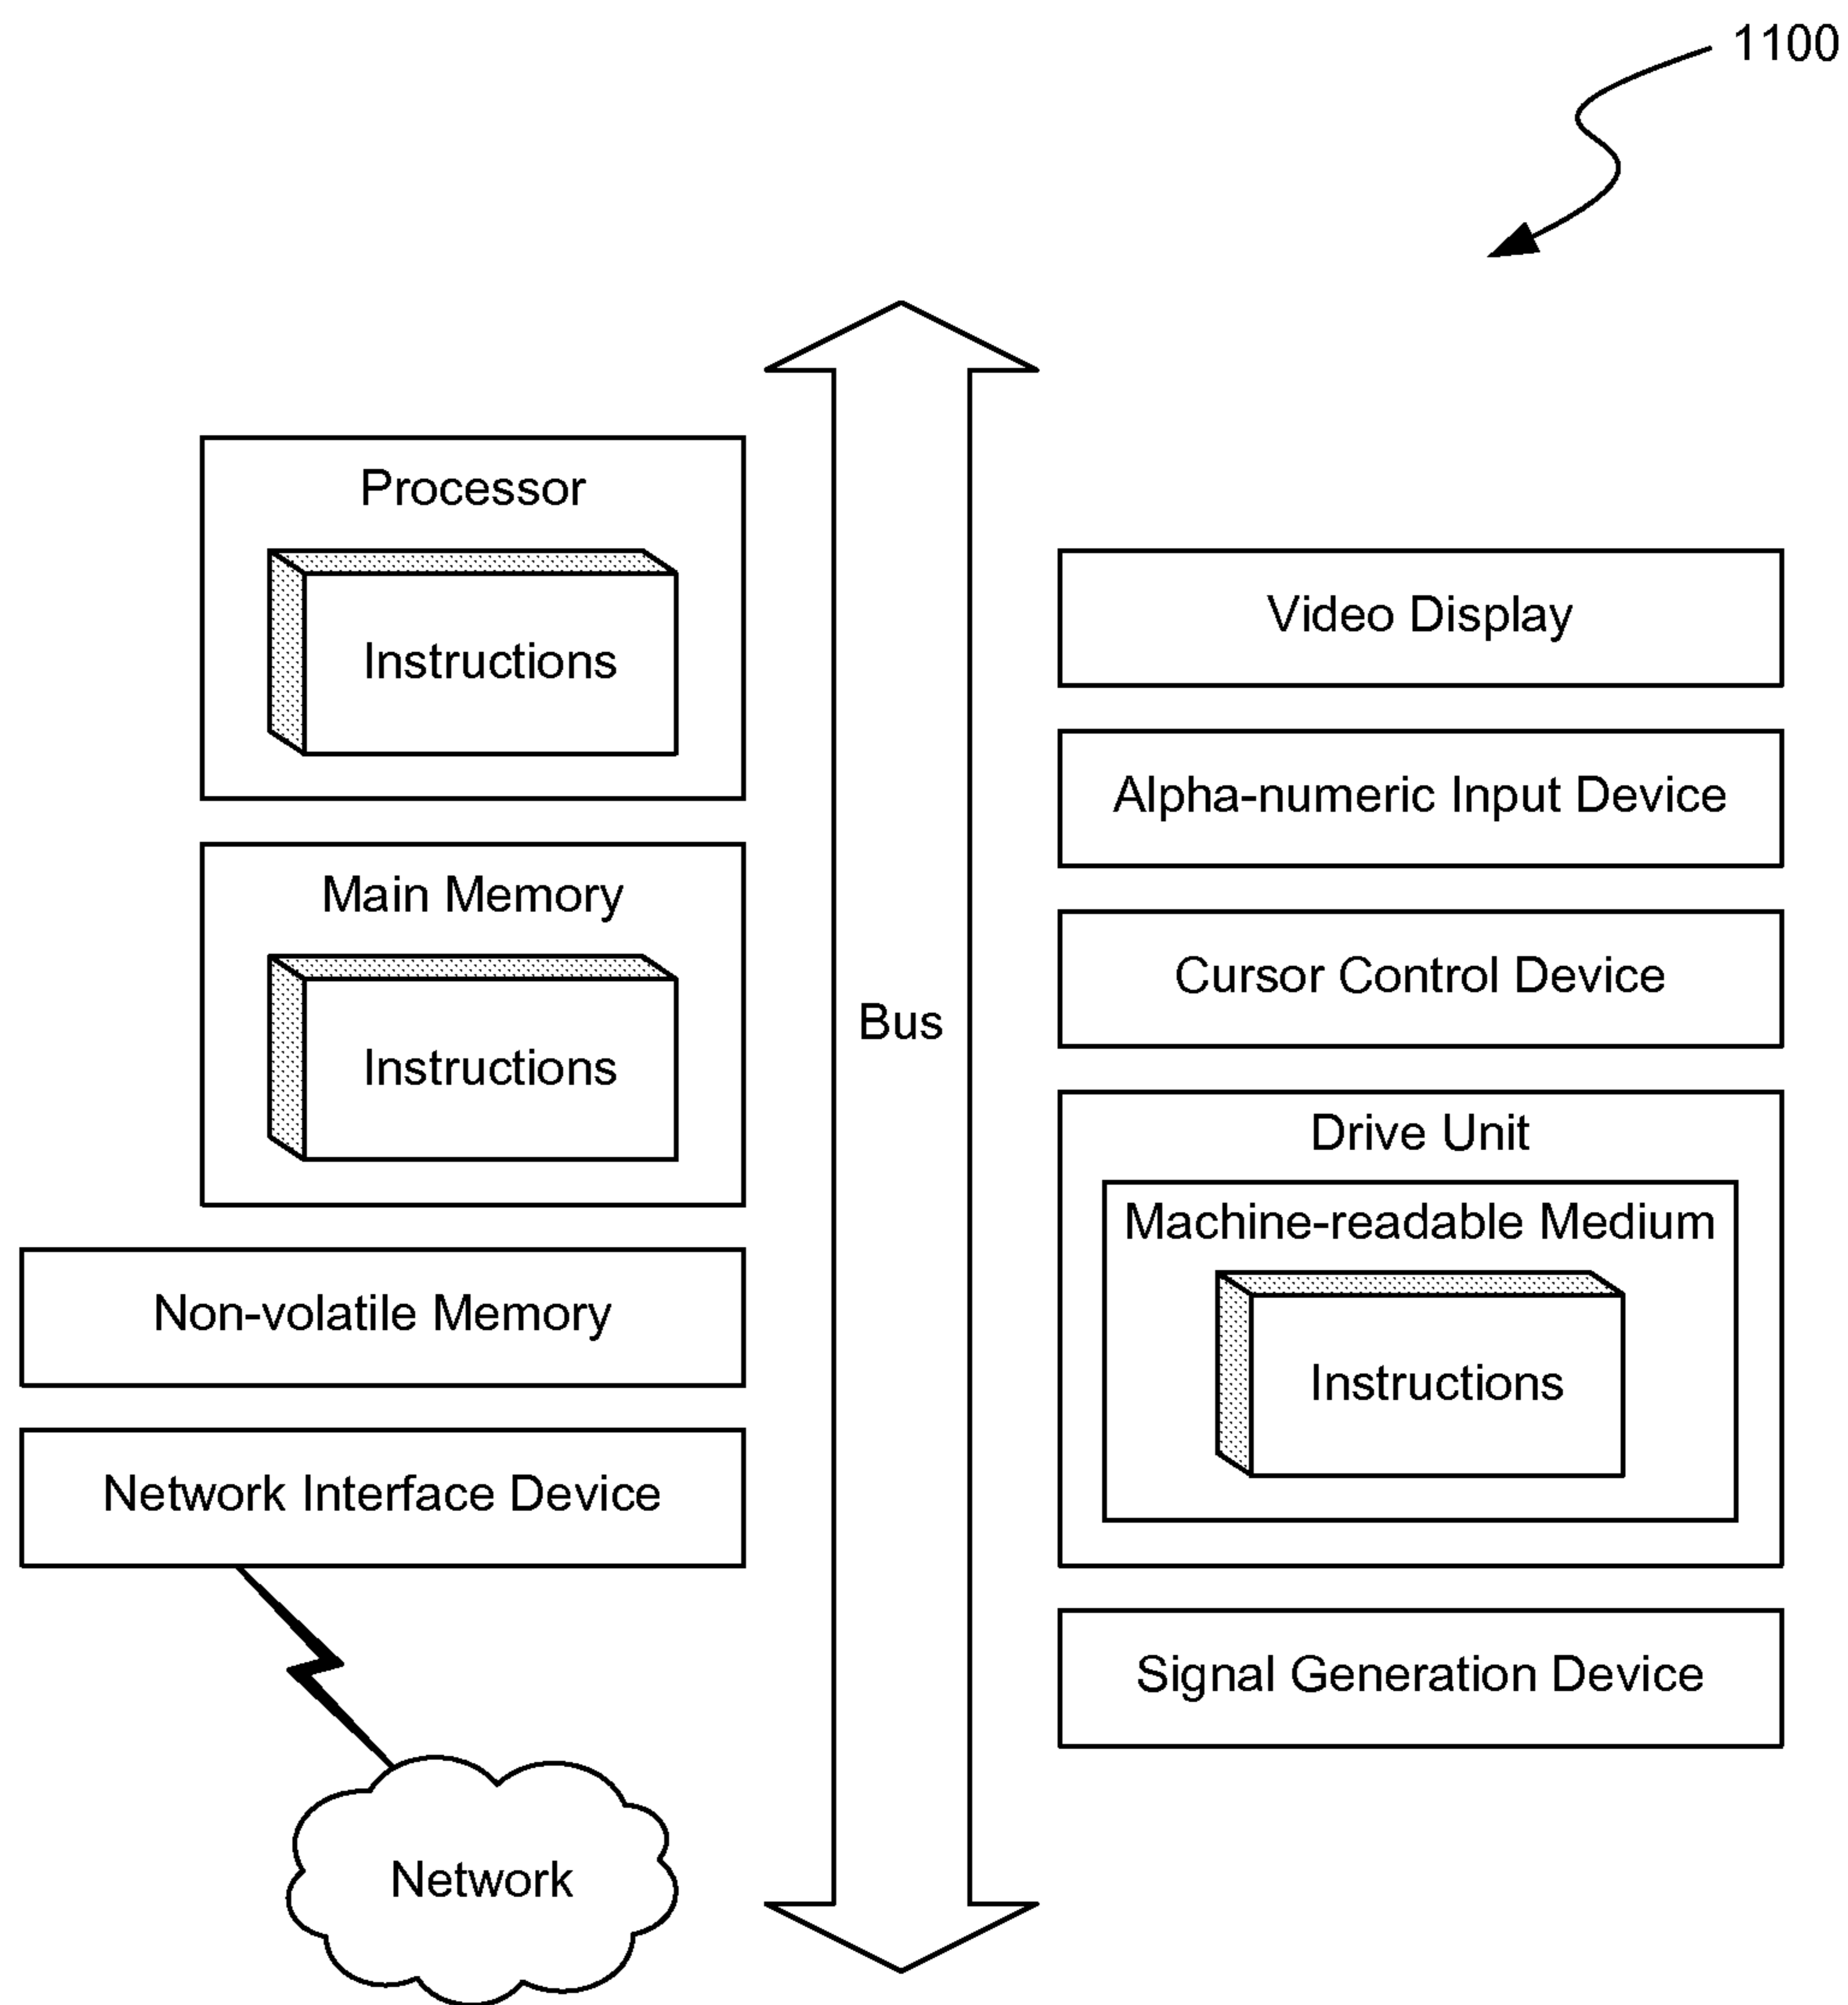 1100
Processor
Instructions
Main Memory
Instructions
Non-volatile Memory
Network Interface Device
Network
Bus
Video Display
Alpha-numeric Input Device
Cursor Control Device
Drive Unit
Machine-readable Medium
Instructions
Signal Generation Device